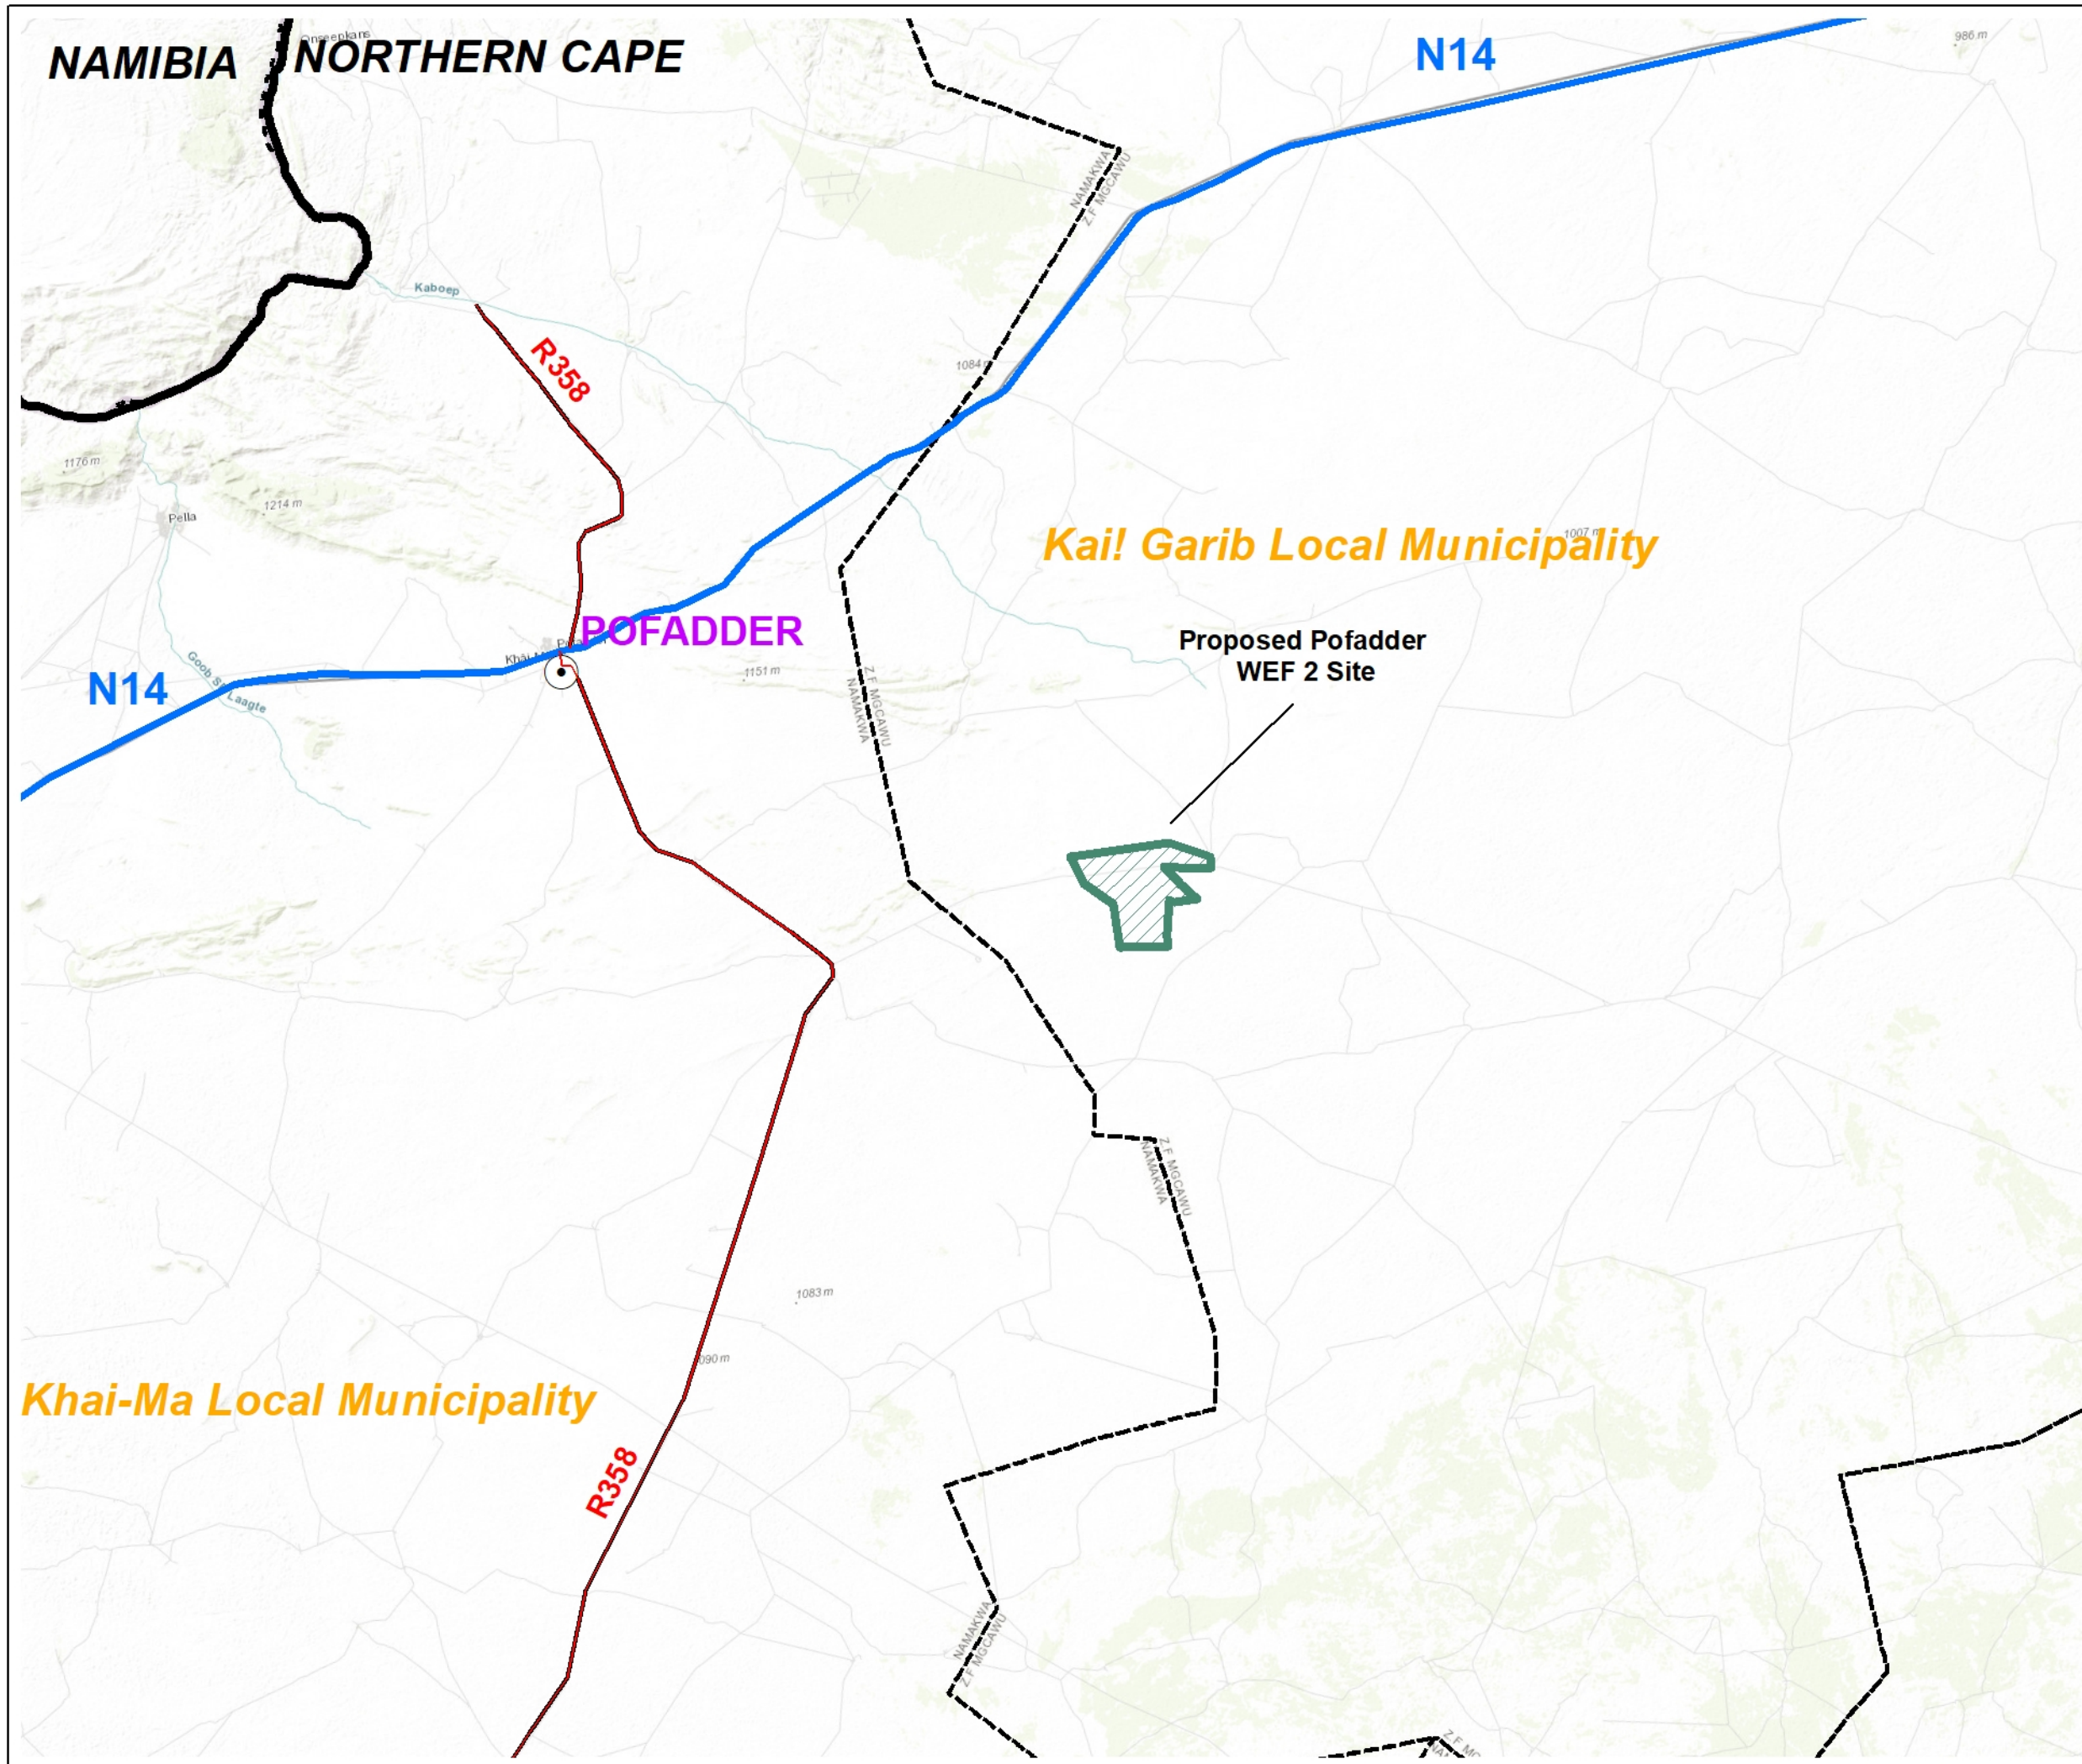 NAMIBIA
Onseepkans
NORTHERN CAPE
N14
986 m
NAMAKWA
Z.F MGCAWU
Kaboep
R358
1084 m
1176 m
1214 m
Pella
Kai! Garib Local Municipality
1007 m
POFADDER
Proposed Pofadder
WEF 2 Site
Goob Se Laagte
N14
1151 m
Z.F MGCAWU
NAMAKWA
Z.F MGCAWU
NAMAKWA
1083 m
090 m
Khai-Ma Local Municipality
R358
NAMAKWA
Z.F MGCAWU